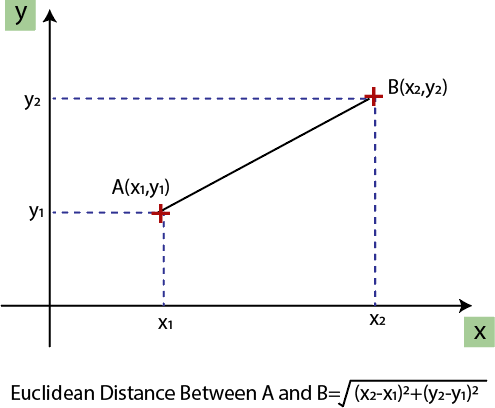 y
y₂
B(x₂,y₂)
A(x₁,y₁)
y₁
x₁
x₂
x
Euclidean Distance Between A and B=√(x₂-x₁)²+(y₂-y₁)²